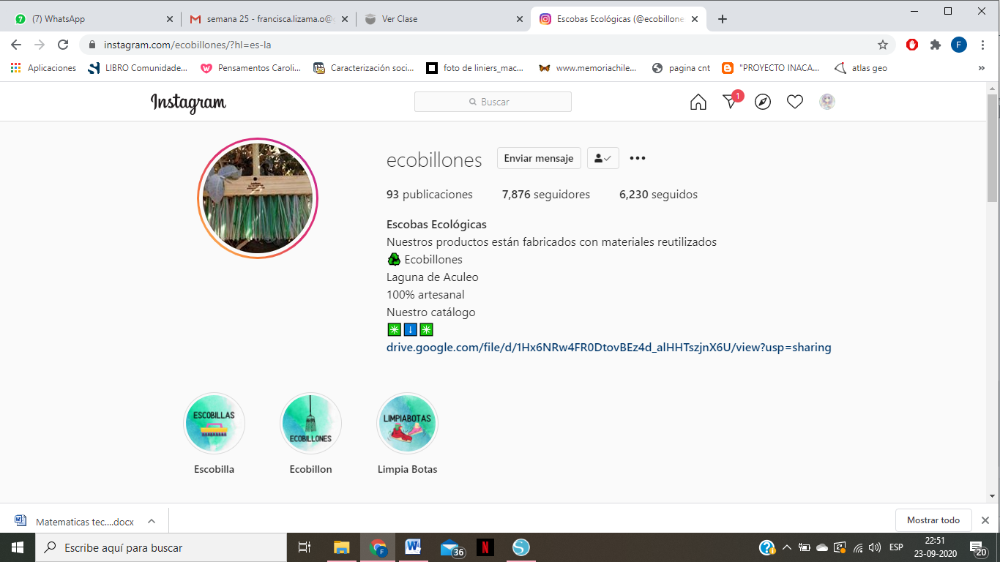 (7) WhatsApp
semana 25 - francisca.lizama.o@g
Ver Clase
Escobas Ecológicas (@ecobillone
instagram.com/ecobillones/?hl=es-la
F
Aplicaciones
LIBRO Comunidade...
Pensamentos Caroli...
Caracterización soci...
foto de liniers_mac...
www.memoriachile...
pagina cnt
"PROYECTO INACA...
atlas geo
»
Instagram
Buscar
1
ecobillones
Enviar mensaje
93 publicaciones
7,876 seguidores
6,230 seguidos
Escobas Ecológicas
Nuestros productos están fabricados con materiales reutilizados
♻ Ecobillones
Laguna de Aculeo
100% artesanal
Nuestro catálogo
✳️⬇️✳️
drive.google.com/file/d/1Hx6NRw4FR0DtovBEz4d_alHHTszjnX6U/view?usp=sharing
ESCOBILLAS
ECOBILLONES
LIMPIABOTAS
Escobilla
Ecobillon
Limpia Botas
Matematicas tec....docx
Mostrar todo
Escribe aquí para buscar
36
ESP
22:51
23-09-2020
20